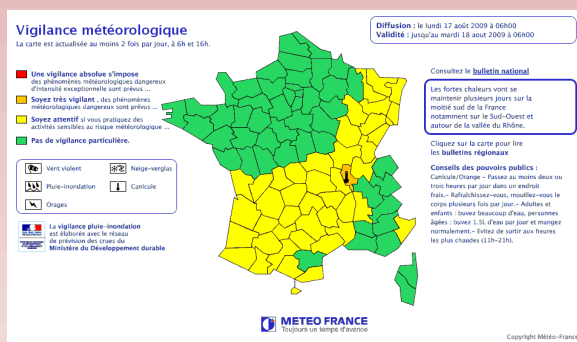 Vigilance météorologique
La carte est actualisée au moins 2 fois par jour, à 6h et 16h.
Diffusion : le lundi 17 août 2009 à 06h00
Validité : jusqu'au mardi 18 aout 2009 à 06h00
Une vigilance absolue s'impose
des phénomènes météorologiques dangereux
d'intensité exceptionnelle sont prévus ...
Soyez très vigilant , des phénomènes
météorologiques dangereux sont prévus ...
Soyez attentif si vous pratiquez des
activités sensibles au risque météorologique ...
Pas de vigilance particulière.
Vent violent
Neige-verglas
Pluie-inondation
Canicule
Orages
La vigilance pluie-inondation
est élaborée avec le réseau
de prévision des crues du
Ministère du Développement durable
Consultez le bulletin national
Les fortes chaleurs vont se
maintenir plusieurs jours sur la
moitié sud de la France
notamment sur le Sud-Ouest et
autour de la vallée du Rhône.
Cliquez sur la carte pour lire
les bulletins régionaux
Conseils des pouvoirs publics :
Canicule/Orange - Passez au moins deux ou
trois heures par jour dans un endroit
frais.- Rafraîchissez-vous, mouillez-vous le
corps plusieurs fois par jour.- Adultes et
enfants : buvez beaucoup d'eau, personnes
âgées : buvez 1.5L d'eau par jour et mangez
normalement.- Evitez de sortir aux heures
les plus chaudes (11h-21h).
METEO FRANCE
Toujours un temps d'avance
Copyright Météo-France